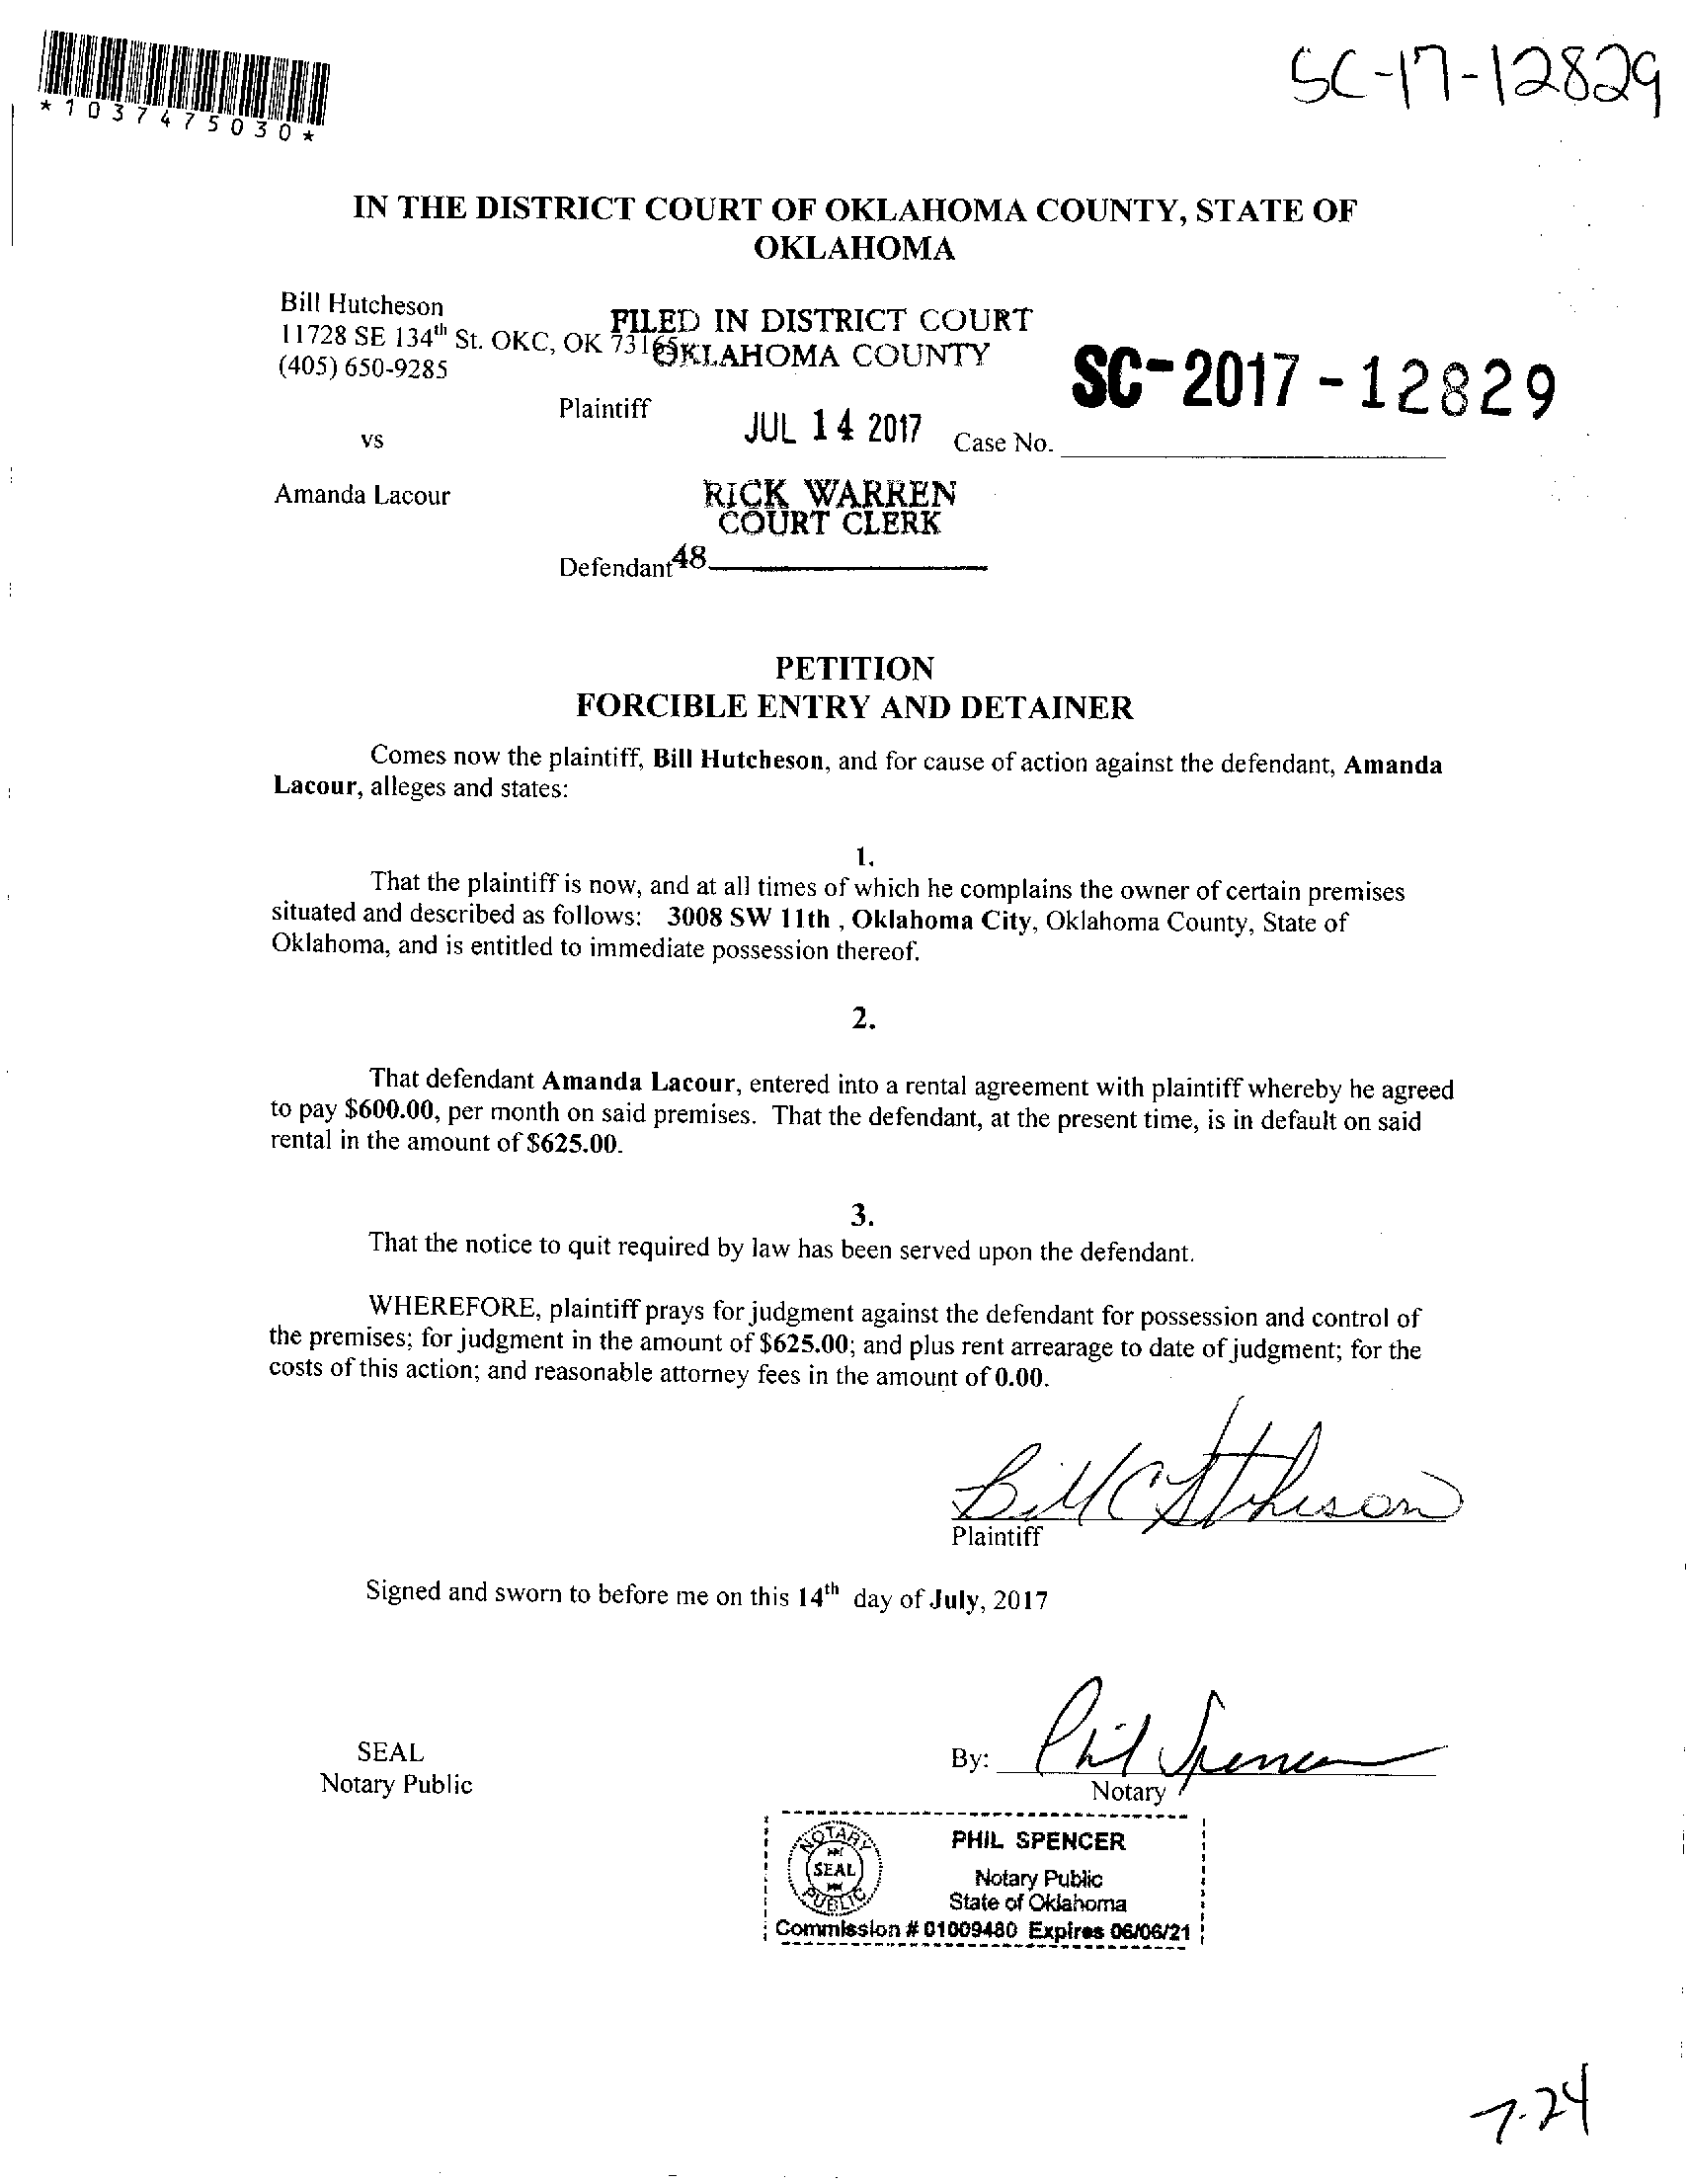 *1037475030*
SC-17-12829
IN THE DISTRICT COURT OF OKLAHOMA COUNTY, STATE OF
OKLAHOMA
Bill Hutcheson
11728 SE 134th St. OKC, OK 73165
(405) 650-9285
FILED IN DISTRICT COURT
OKLAHOMA COUNTY
SC-2017-12829
Plaintiff
JUL 14 2017
Case No.
vs
Amanda Lacour
RICK WARREN
COURT CLERK
Defendant
48
PETITION
FORCIBLE ENTRY AND DETAINER
Comes now the plaintiff, Bill Hutcheson, and for cause of action against the defendant, Amanda
Lacour, alleges and states:
1.
That the plaintiff is now, and at all times of which he complains the owner of certain premises
situated and described as follows: 3008 SW 11th , Oklahoma City, Oklahoma County, State of
Oklahoma, and is entitled to immediate possession thereof.
2.
That defendant Amanda Lacour, entered into a rental agreement with plaintiff whereby he agreed
to pay $600.00, per month on said premises. That the defendant, at the present time, is in default on said
rental in the amount of $625.00.
3.
That the notice to quit required by law has been served upon the defendant.
WHEREFORE, plaintiff prays for judgment against the defendant for possession and control of
the premises; for judgment in the amount of $625.00; and plus rent arrearage to date of judgment; for the
costs of this action; and reasonable attorney fees in the amount of 0.00.
Bill C Hutcheson
Plaintiff
Signed and sworn to before me on this 14th day of July, 2017
SEAL
Notary Public
By: Phil Spencer
Notary
NOTARY
SEAL
PUBLIC
PHIL SPENCER
Notary Public
State of Oklahoma
Commission # 01009480 Expires 06/06/21
7-24